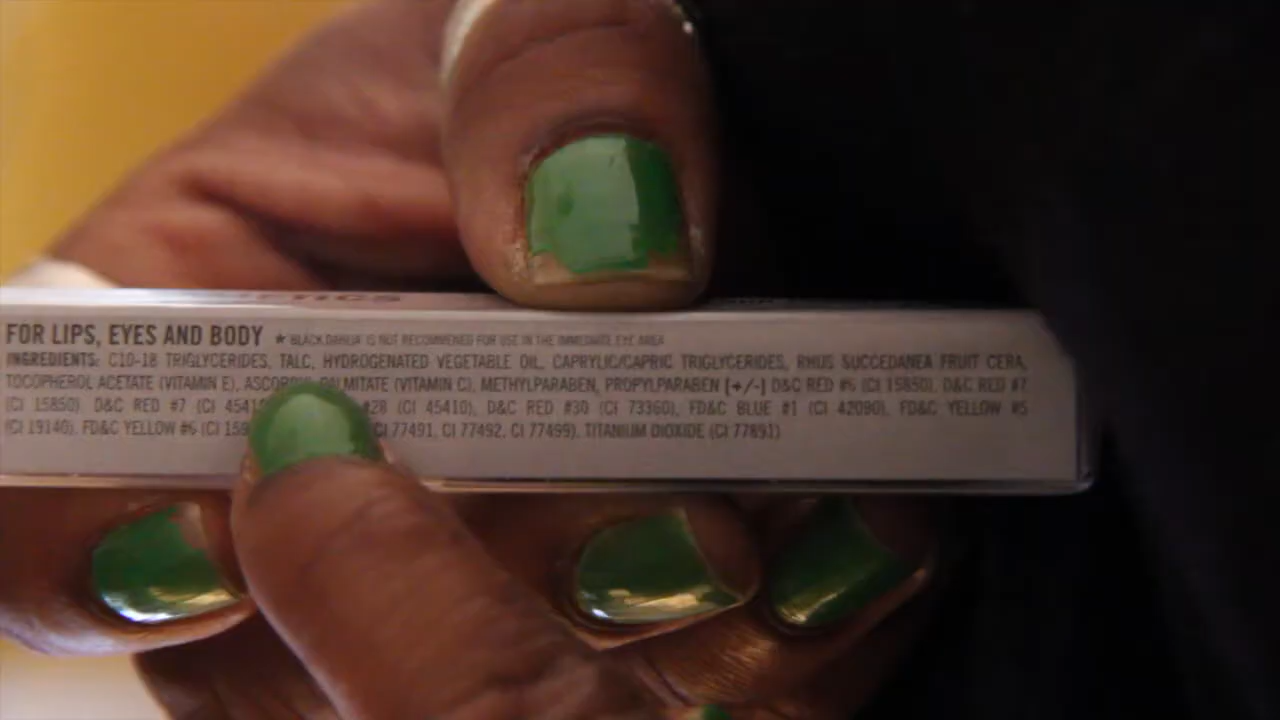 FOR LIPS, EYES AND BODY ★ BLACK DAHLIA IS NOT RECOMMENED FOR USE IN THE IMMEDIATE EYE AREA
INGREDIENTS: C10-18 TRIGLYCERIDES, TALC, HYDROGENATED VEGETABLE OIL, CAPRYLIC/CAPRIC TRIGLYCERIDES, RHUS SUCCEDANEA FRUIT CERA,
TOCOPHEROL ACETATE (VITAMIN E), PALMITATE (VITAMIN C), METHYLPARABEN, PROPYLPARABEN [+/-] D&C RED #6 (CI 15850), D&C RED #7
(CI 15850), D&C RED #7 (CI #28 (CI 45410), D&C RED #30 (CI 73360), FD&C BLUE #1 (CI 42090), FD&C YELLOW #5
(CI 19140), FD&C YELLOW #6 (CI CI 77491, CI 77492, CI 77499), TITANIUM DIOXIDE (CI 77891)